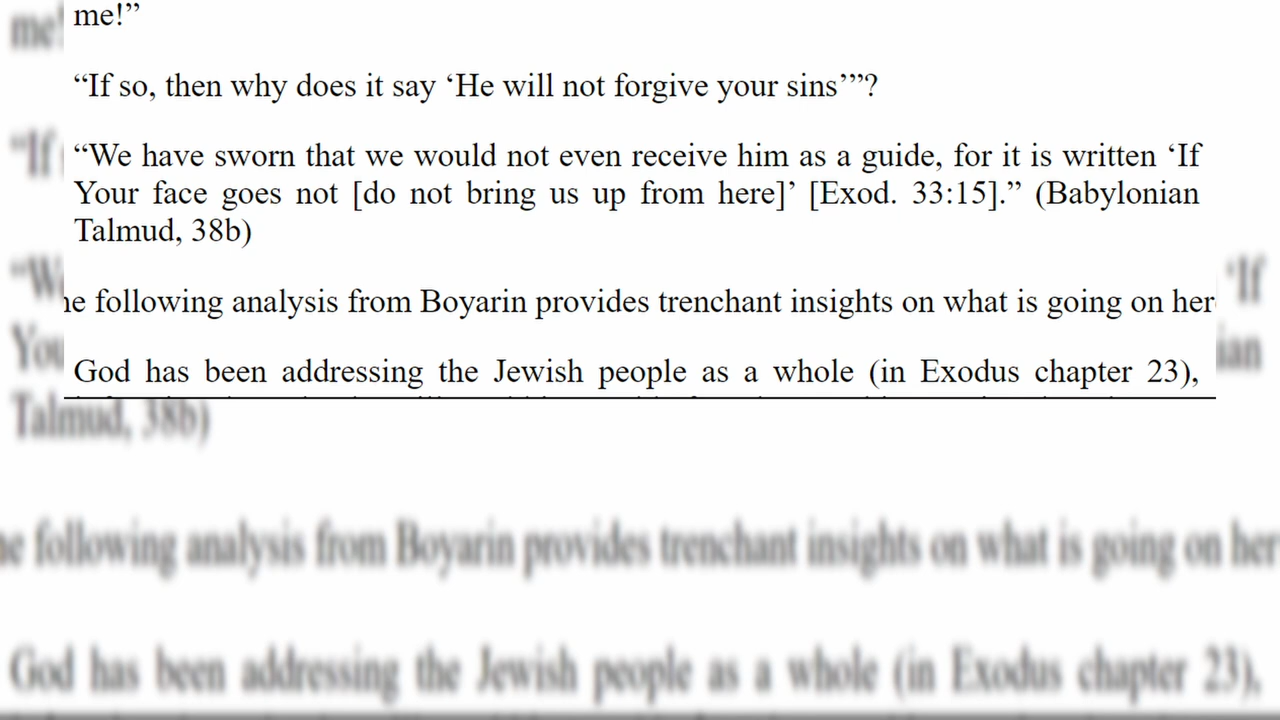 me!”
“If so, then why does it say ‘He will not forgive your sins’”?
“We have sworn that we would not even receive him as a guide, for it is written ‘If
Your face goes not [do not bring us up from here]’ [Exod. 33:15].” (Babylonian
Talmud, 38b)
he following analysis from Boyarin provides trenchant insights on what is going on her
God has been addressing the Jewish people as a whole (in Exodus chapter 23),